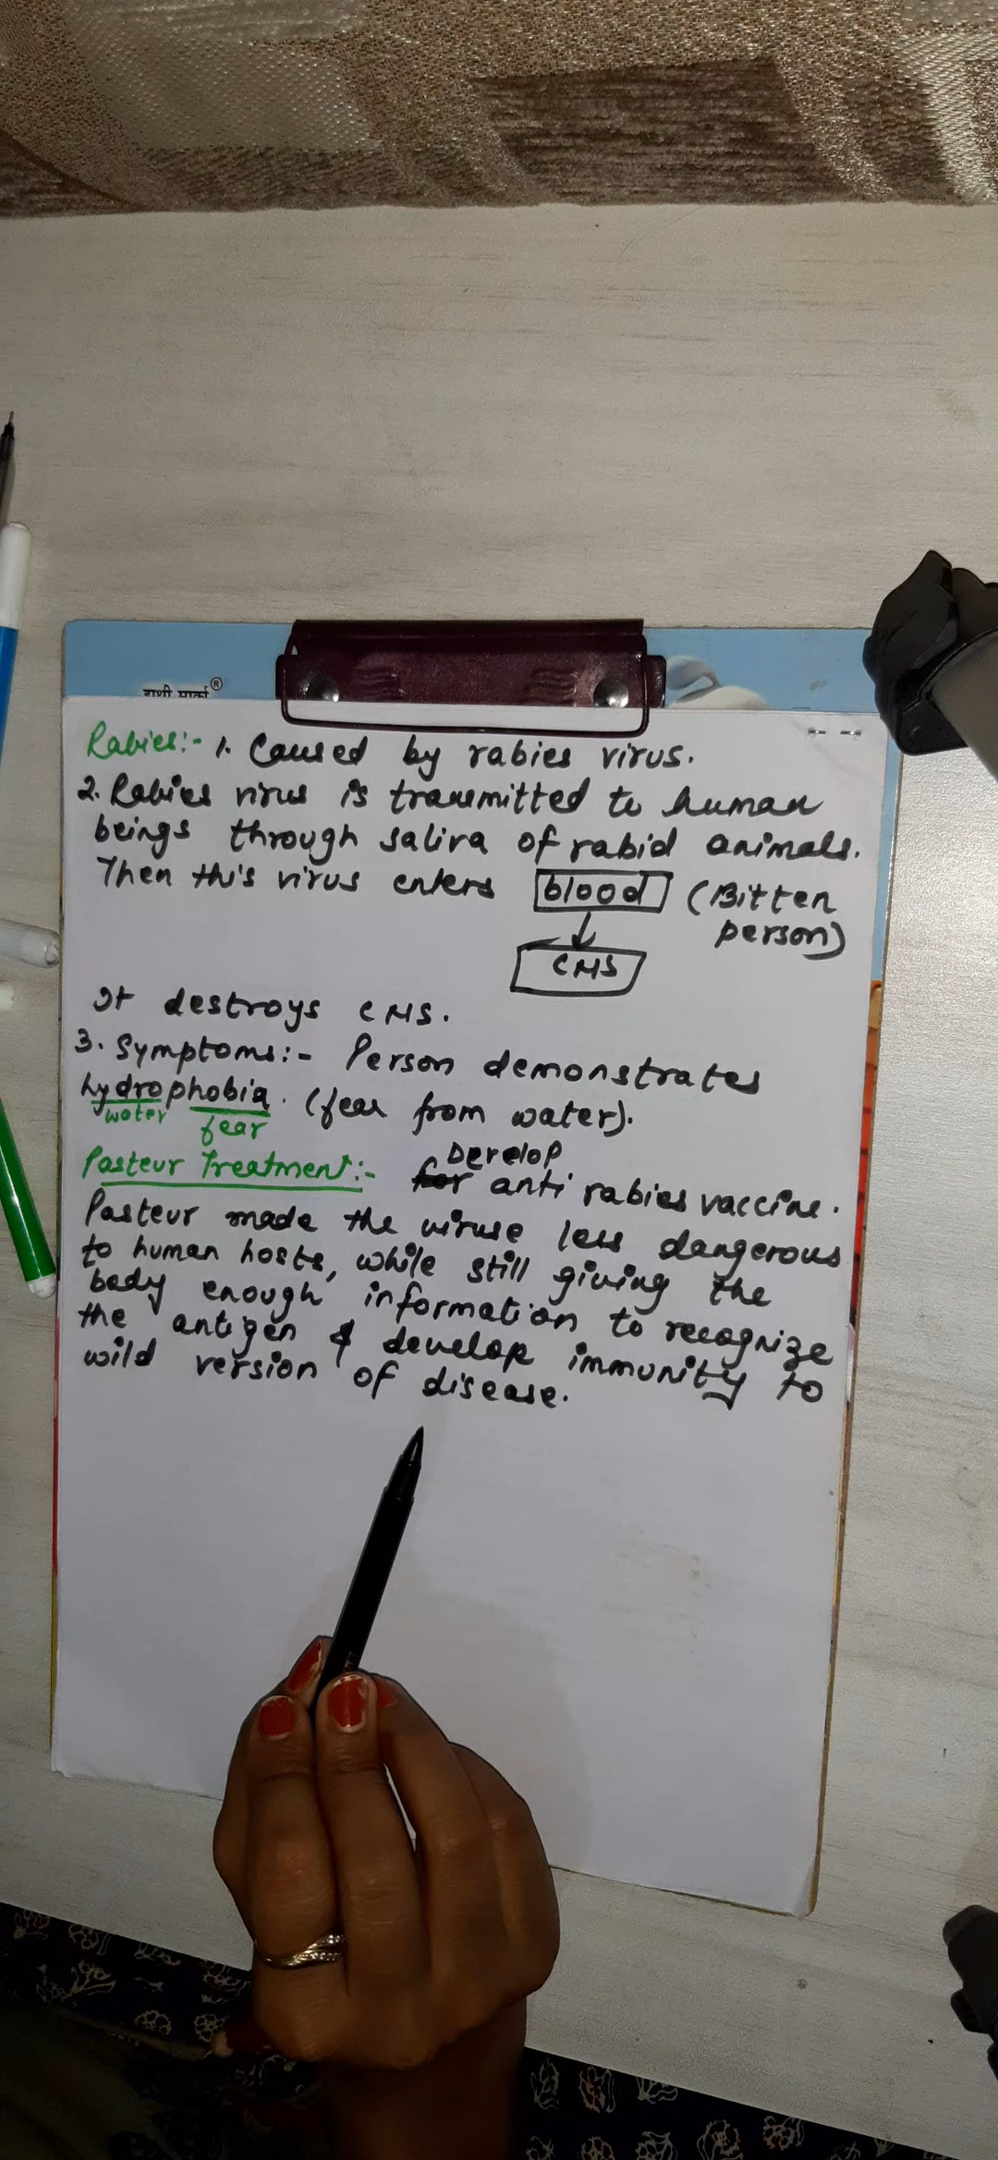 हाथी मार्का®
Rabies:- 1. Caused by rabies virus.
2. Rabies virus is transmitted to human
beings through saliva of rabid animals.
Then this virus enters blood (Bitten
person)
CNS
It destroys CNS.
3. Symptoms:- Person demonstrates
hydrophobia. (fear from water).
water fear
Develop
Pasteur Treatment:- for anti rabies vaccine.
Pasteur made the viruse less dangerous
to human hosts, while still giving the
body enough information to recognize
the antigen & develop immunity to
wild version of disease.